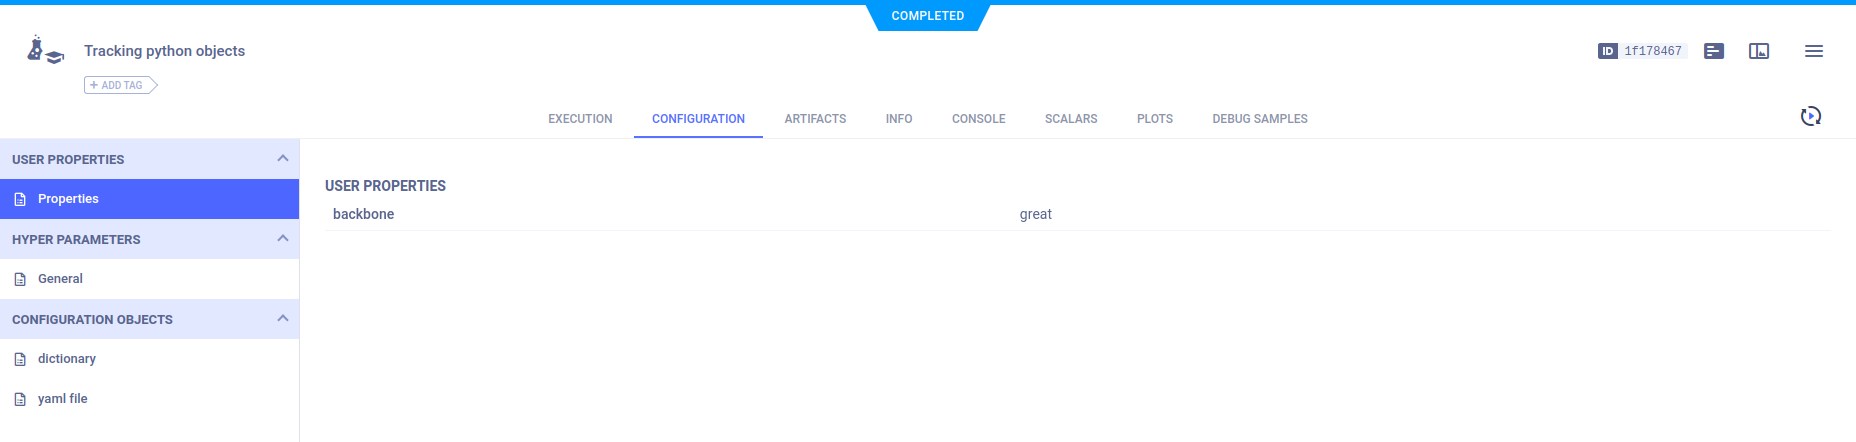 COMPLETED
Tracking python objects
ID 1f178467
+ ADD TAG
EXECUTION CONFIGURATION ARTIFACTS INFO CONSOLE SCALARS PLOTS DEBUG SAMPLES
USER PROPERTIES
Properties
HYPER PARAMETERS
General
CONFIGURATION OBJECTS
dictionary
yaml file
USER PROPERTIES
backbone great